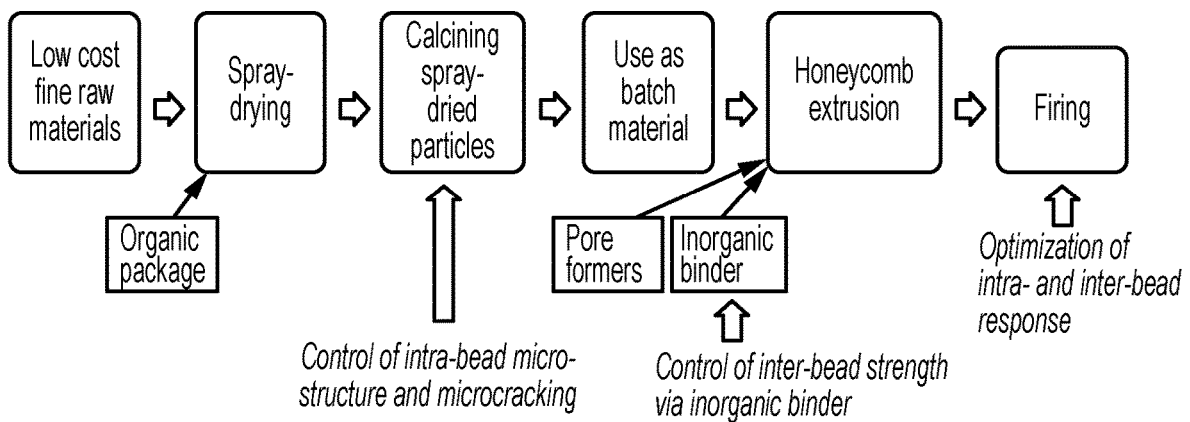 Low cost
fine raw
materials
Spray-
drying
Calcining
spray-
dried
particles
Use as
batch
material
Honeycomb
extrusion
Firing
Organic
package
Pore
formers
Inorganic
binder
Optimization of
intra- and inter-bead
response
Control of intra-bead micro-
structure and microcracking
Control of inter-bead strength
via inorganic binder